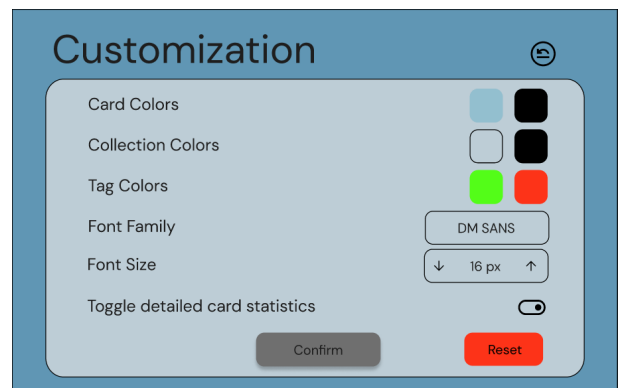 Customization
Card Colors
Collection Colors
Tag Colors
Font Family
DM SANS
Font Size
16 px
Toggle detailed card statistics
Confirm
Reset